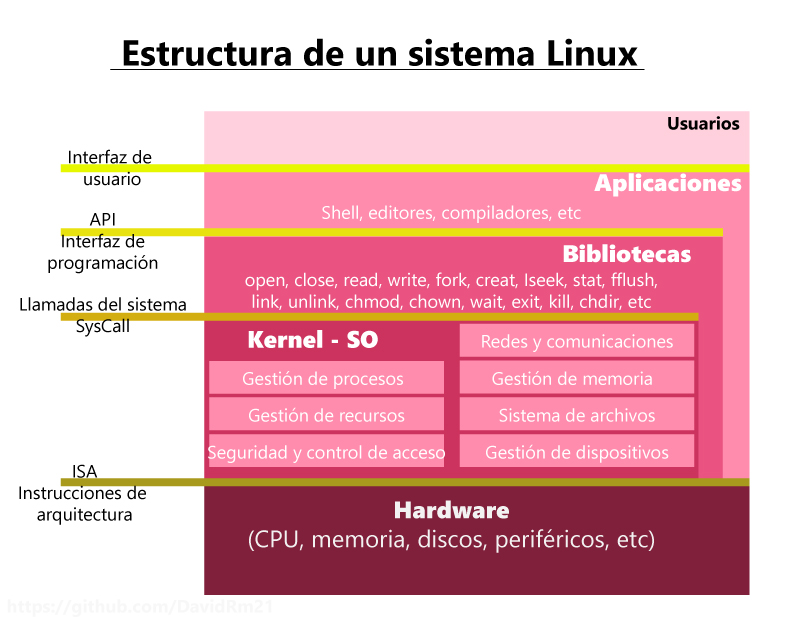 Estructura de un sistema Linux
Usuarios
Interfaz de
usuario
Aplicaciones
Shell, editores, compiladores, etc
API
Interfaz de
programación
Bibliotecas
open, close, read, write, fork, creat, lseek, stat, fflush,
link, unlink, chmod, chown, wait, exit, kill, chdir, etc
Llamadas del sistema
SysCall
Kernel - SO
Redes y comunicaciones
Gestión de procesos
Gestión de memoria
Gestión de recursos
Sistema de archivos
Seguridad y control de acceso
Gestión de dispositivos
ISA
Instrucciones de
arquitectura
Hardware
(CPU, memoria, discos, periféricos, etc)
https://github.com/DavidRm21